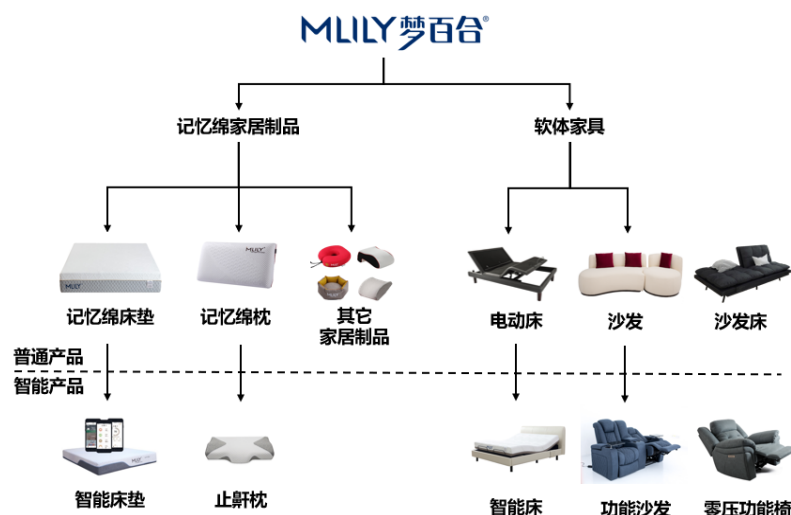 MLILY梦百合®
记忆绵家居制品
软体家具
MLILY
MLILY
记忆绵床垫
记忆绵枕
其它
家居制品
电动床
沙发
沙发床
普通产品
智能产品
智能床垫
止鼾枕
智能床
功能沙发
零压功能椅